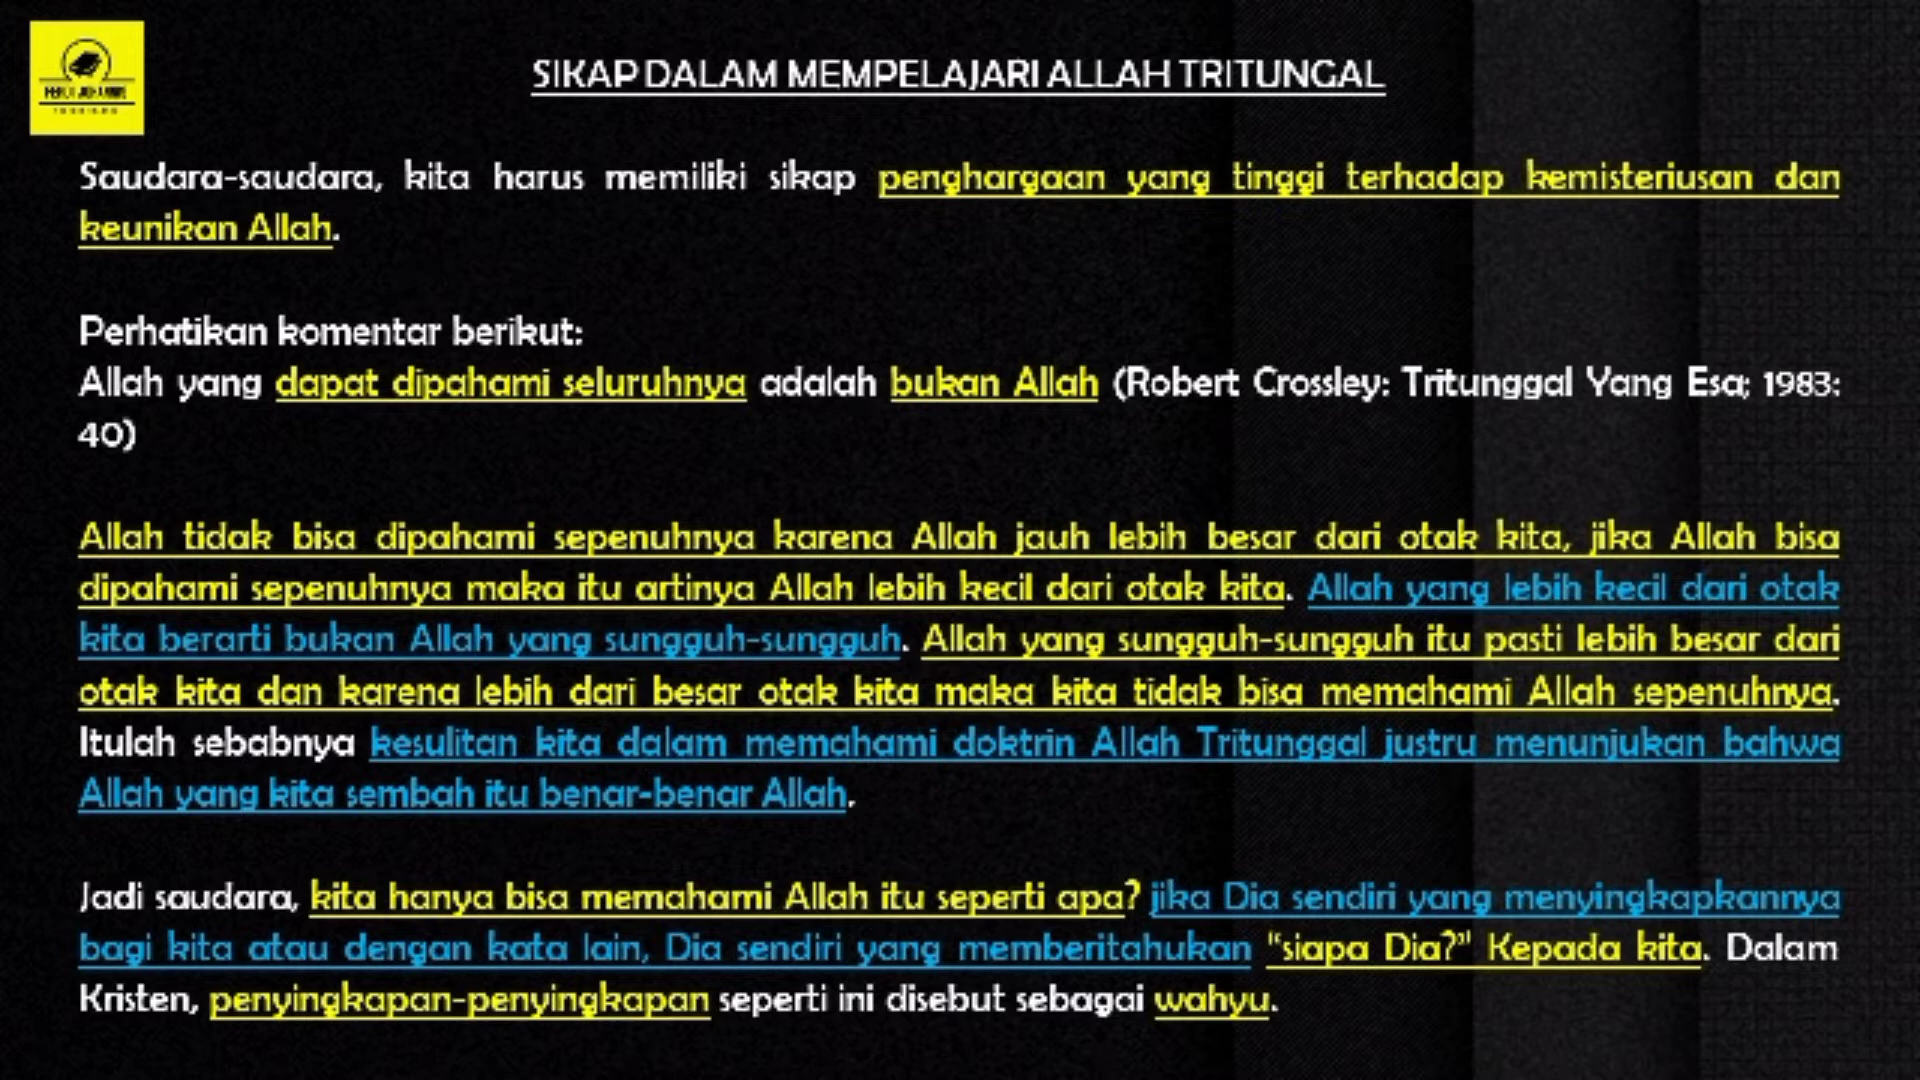 SIKAP DALAM MEMPELAJARI ALLAH TRITUNGAL
Saudara-saudara, kita harus memiliki sikap penghargaan yang tinggi terhadap kemisteriusan dan
keunikan Allah.
Perhatikan komentar berikut:
Allah yang dapat dipahami seluruhnya adalah bukan Allah (Robert Crossley: Tritunggal Yang Esa; 1983:
40)
Allah tidak bisa dipahami sepenuhnya karena Allah jauh lebih besar dari otak kita, jika Allah bisa
dipahami sepenuhnya maka itu artinya Allah lebih kecil dari otak kita. Allah yang lebih kecil dari otak
kita berarti bukan Allah yang sungguh-sungguh. Allah yang sungguh-sungguh itu pasti lebih besar dari
otak kita dan karena lebih dari besar otak kita maka kita tidak bisa memahami Allah sepenuhnya.
Itulah sebabnya kesulitan kita dalam memahami doktrin Allah Tritunggal justru menunjukan bahwa
Allah yang kita sembah itu benar-benar Allah.
Jadi saudara, kita hanya bisa memahami Allah itu seperti apa? jika Dia sendiri yang menyingkapkannya
bagi kita atau dengan kata lain, Dia sendiri yang memberitahukan "siapa Dia?" Kepada kita. Dalam
Kristen, penyingkapan-penyingkapan seperti ini disebut sebagai wahyu.